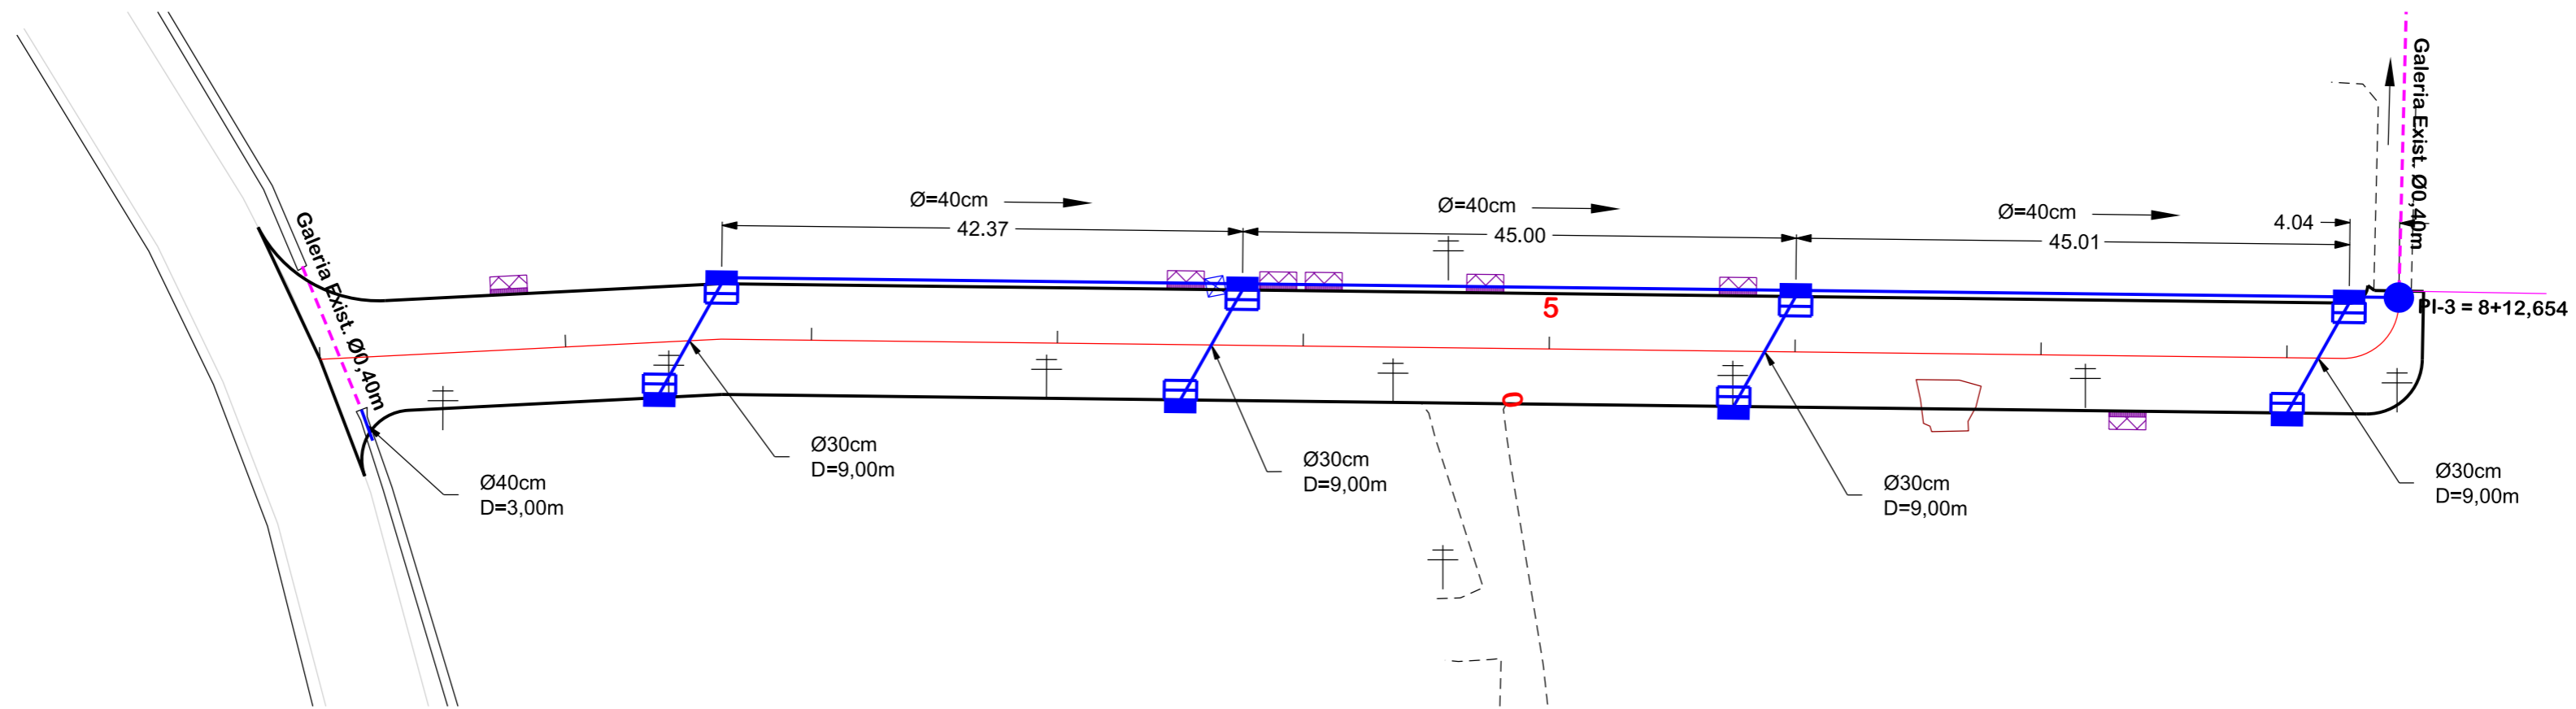 Galeria Exist. Ø0,40m
Ø=40cm
Ø=40cm
Ø=40cm
42.37
45.00
45.01
4.04
Galeria Exist. Ø0,40m
5
PI-3 = 8+12,654
0
Ø40cm
D=3,00m
Ø30cm
D=9,00m
Ø30cm
D=9,00m
Ø30cm
D=9,00m
Ø30cm
D=9,00m